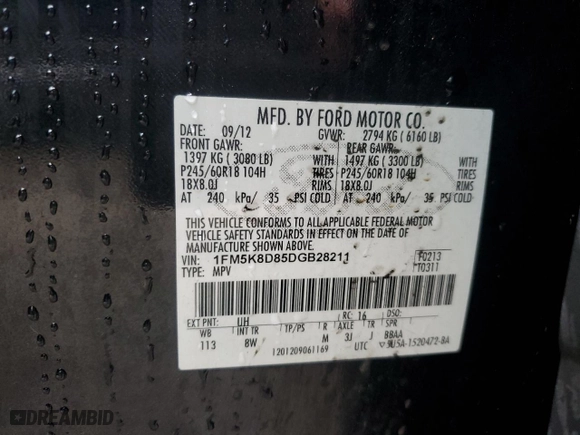 MFD. BY FORD MOTOR CO.
DATE: 09/12 GVWR: 2794 KG ( 6160 LB)
FRONT GAWR: REAR GAWR:
1397 KG ( 3080 LB) WITH 1497 KG ( 3300 LB) WITH
P245/60R18 104H TIRES P245/60R18 104H TIRES
18X8.0J RIMS 18X8.0J RIMS
AT 240 kPa/ 35 PSI COLD AT 240 kPa/ 35 PSI COLD
THIS VEHICLE CONFORMS TO ALL APPLICABLE FEDERAL MOTOR
VEHICLE SAFETY STANDARDS IN EFFECT ON THE DATE OF
MANUFACTURE SHOWN ABOVE.
VIN: 1FM5K8D85DGB28211 F0213
TYPE: MPV T0311
EXT PNT: UH RC: 16 DSO:
WB INT TR TP/PS R AXLE TR SPR
113 BW M 3J J BBAA
1201209061169 UTC
DREAMBID